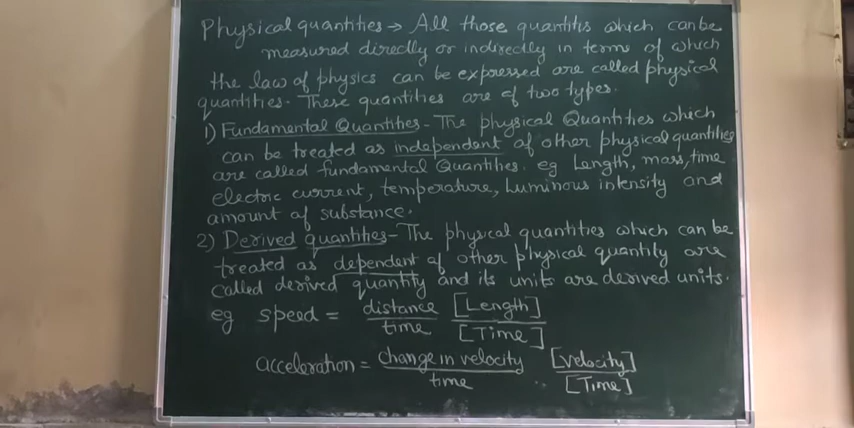 Physical quantities → All those quantitis which can be
measured directly or indirectly in terms of which
the law of physics can be expressed are called physical
quantities. These quantities are of two types.
1) Fundamental Quantities - The physical Quantities which
can be treated as independent of other physical quantities
are called fundamental Quantities. eg Length, mass, time
electric current, temperature, Luminous intensity and
amount of substance.
2) Derived quantities - The physical quantities which can be
treated as dependent of other physical quantity are
called derived quantity and its units are derived units.
eg speed = distance/time [Length]/[Time]
acceleration = change in velocity/time [velocity]/[Time]